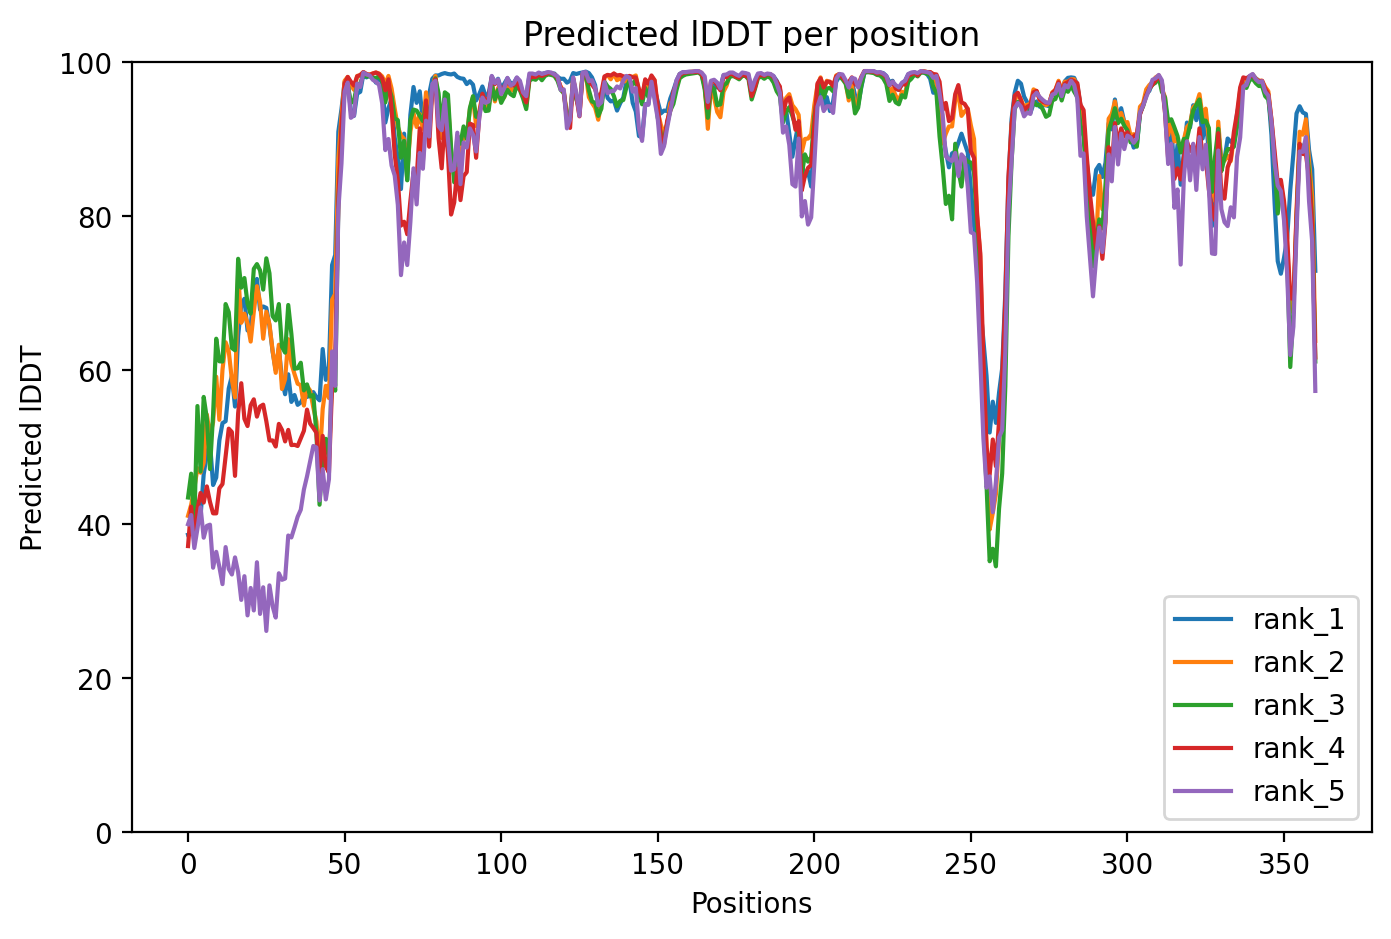 Predicted lDDT per position
100
80
60
40
20
0
Predicted lDDT
0 50 100 150 200 250 300 350
Positions
rank_1
rank_2
rank_3
rank_4
rank_5